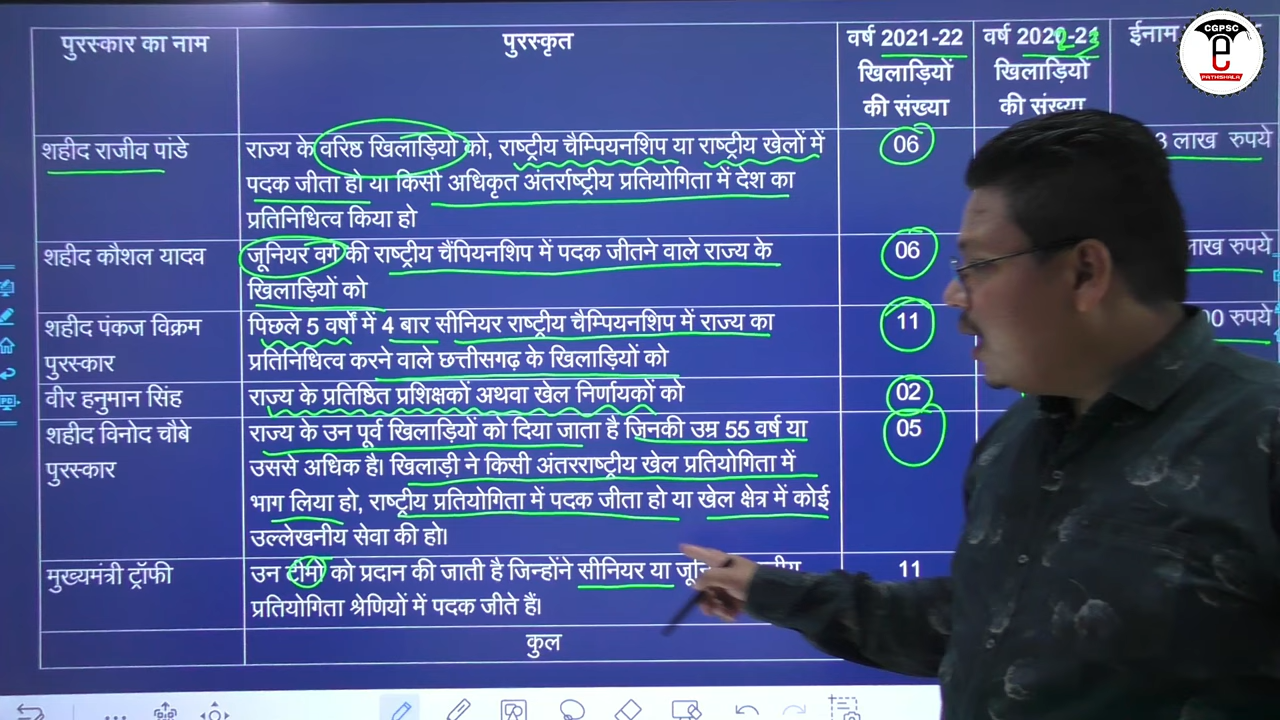 पुरस्कार का नाम
पुरस्कृत
वर्ष 2021-22
खिलाड़ियों
की संख्या
वर्ष 2020-21
खिलाड़ियों
की संख्या
ईनाम
CGPSC
e
PATHSHALA
शहीद राजीव पांडे
राज्य के वरिष्ठ खिलाड़ियो को, राष्ट्रीय चैम्पियनशिप या राष्ट्रीय खेलों में
पदक जीता हो या किसी अधिकृत अंतर्राष्ट्रीय प्रतियोगिता में देश का
प्रतिनिधित्व किया हो
06
3 लाख रुपये
शहीद कौशल यादव
जूनियर वर्ग की राष्ट्रीय चैंपियनशिप में पदक जीतने वाले राज्य के
खिलाड़ियों को
06
लाख रुपये
शहीद पंकज विक्रम
पुरस्कार
पिछले 5 वर्षों में 4 बार सीनियर राष्ट्रीय चैम्पियनशिप में राज्य का
प्रतिनिधित्व करने वाले छत्तीसगढ़ के खिलाड़ियों को
11
00 रुपये
वीर हनुमान सिंह
राज्य के प्रतिष्ठित प्रशिक्षकों अथवा खेल निर्णायकों को
02
शहीद विनोद चौबे
पुरस्कार
राज्य के उन पूर्व खिलाड़ियों को दिया जाता है जिनकी उम्र 55 वर्ष या
उससे अधिक है। खिलाड़ी ने किसी अंतरराष्ट्रीय खेल प्रतियोगिता में
भाग लिया हो, राष्ट्रीय प्रतियोगिता में पदक जीता हो या खेल क्षेत्र में कोई
उल्लेखनीय सेवा की हो।
05
मुख्यमंत्री ट्रॉफी
उन टीमों को प्रदान की जाती है जिन्होंने सीनियर या
प्रतियोगिता श्रेणियों में पदक जीते हैं।
11
कुल